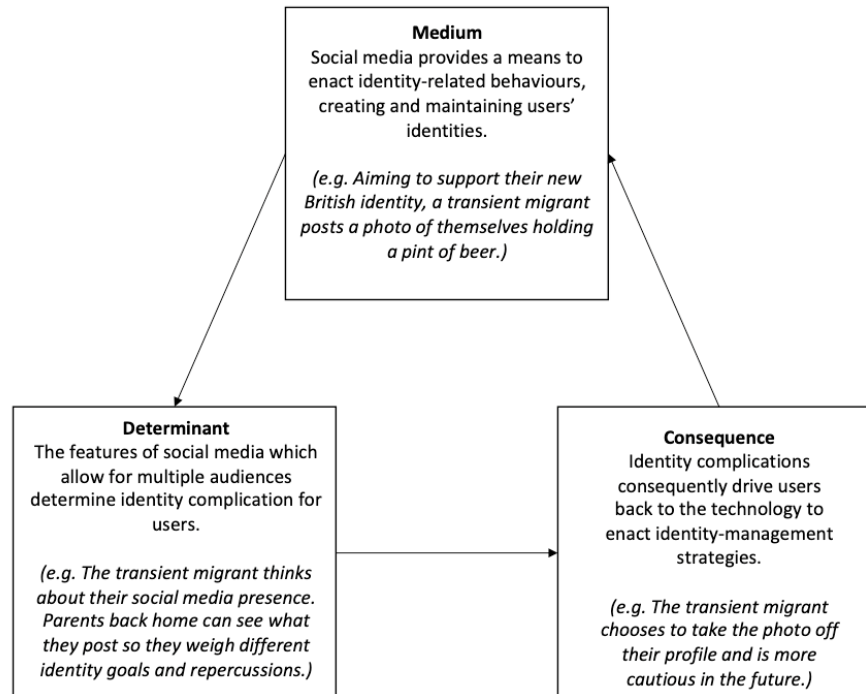 Medium
Social media provides a means to
enact identity-related behaviours,
creating and maintaining users’
identities.
(e.g. Aiming to support their new
British identity, a transient migrant
posts a photo of themselves holding
a pint of beer.)
Determinant
The features of social media which
allow for multiple audiences
determine identity complication for
users.
(e.g. The transient migrant thinks
about their social media presence.
Parents back home can see what
they post so they weigh different
identity goals and repercussions.)
Consequence
Identity complications
consequently drive users
back to the technology to
enact identity-management
strategies.
(e.g. The transient migrant
chooses to take the photo off
their profile and is more
cautious in the future.)